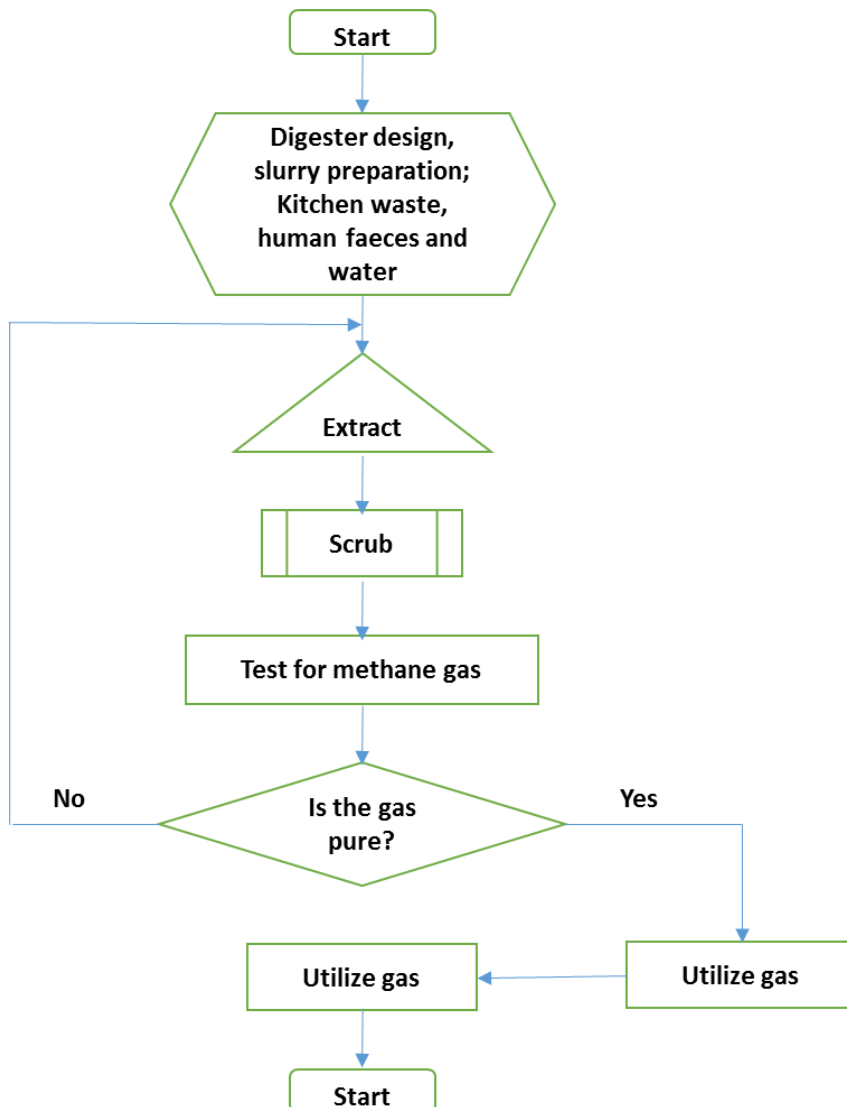 Start
Digester design,
slurry preparation;
Kitchen waste,
human faeces and
water
Extract
Scrub
Test for methane gas
No
Is the gas
pure?
Yes
Utilize gas
Utilize gas
Start